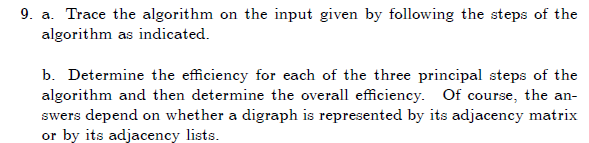 9. a. Trace the algorithm on the input given by following the steps of the
algorithm as indicated.
b. Determine the efficiency for each of the three principal steps of the
algorithm and then determine the overall efficiency. Of course, the an-
swers depend on whether a digraph is represented by its adjacency matrix
or by its adjacency lists.